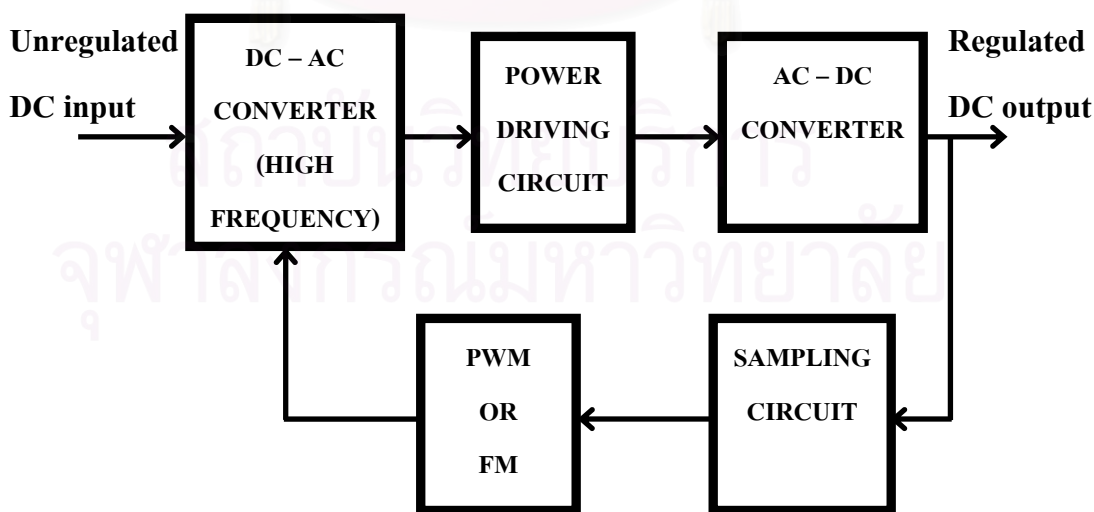 Unregulated
DC input
DC – AC
CONVERTER
(HIGH
FREQUENCY)
POWER
DRIVING
CIRCUIT
AC – DC
CONVERTER
Regulated
DC output
PWM
OR
FM
SAMPLING
CIRCUIT
สถาบันวิทยบริการ
จุฬาลงกรณ์มหาวิทยาลัย